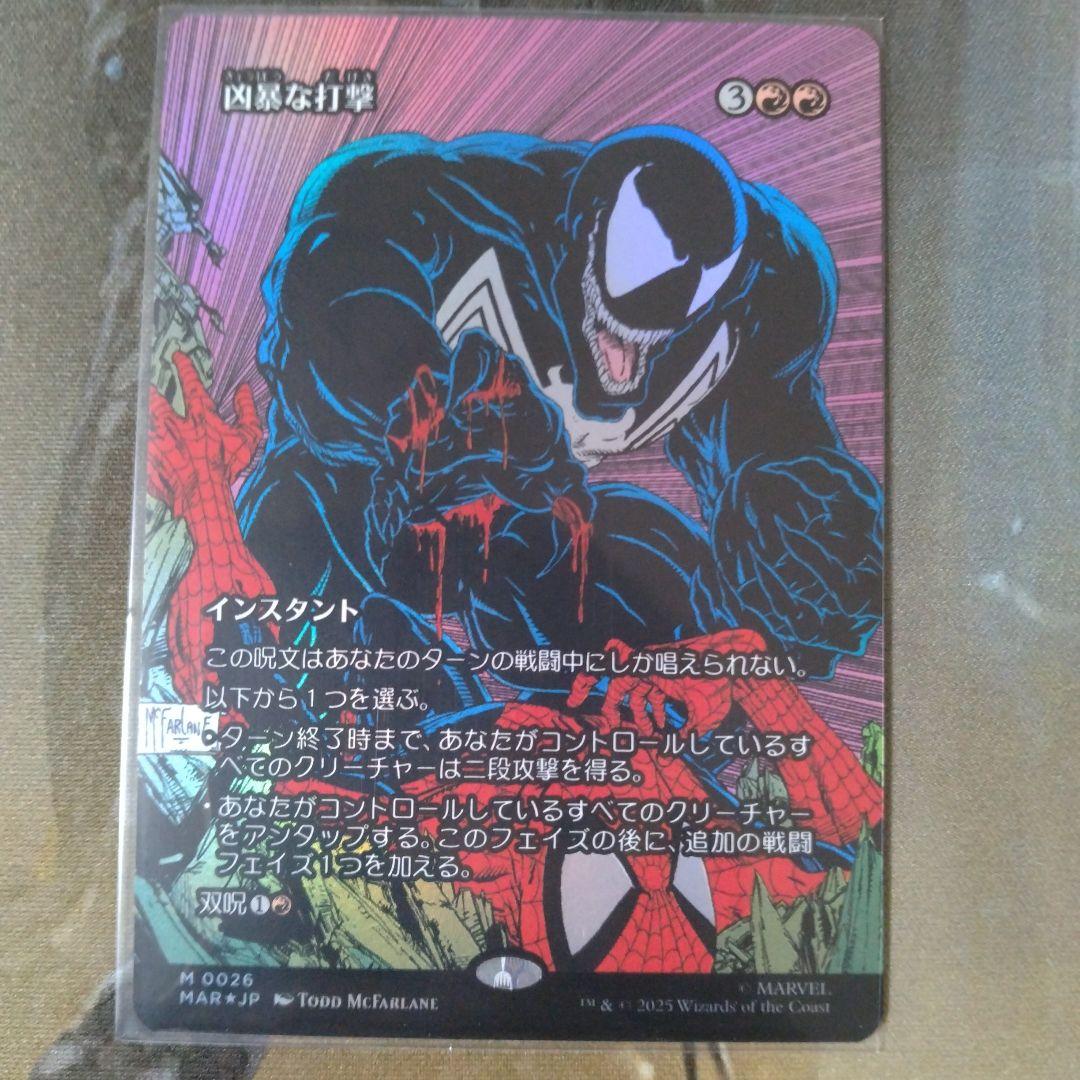 凶暴な打撃
3
インスタント
この呪文はあなたのターンの戦闘中にしか唱えられない。
以下から1つを選ぶ。
McFARLANE
・ターン終了時まで、あなたがコントロールしているす
べてのクリーチャーは二段攻撃を得る。
・あなたがコントロールしているすべてのクリーチャー
をアンタップする。このフェイズの後に、追加の戦闘
フェイズ1つを加える。
双呪 1
M 0026
MAR★JP TODD MCFARLANE
© MARVEL
™ & © 2025 Wizards of the Coast